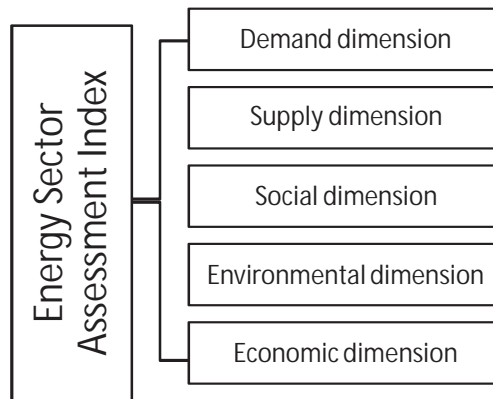 Energy Sector
Assessment Index
Demand dimension
Supply dimension
Social dimension
Environmental dimension
Economic dimension